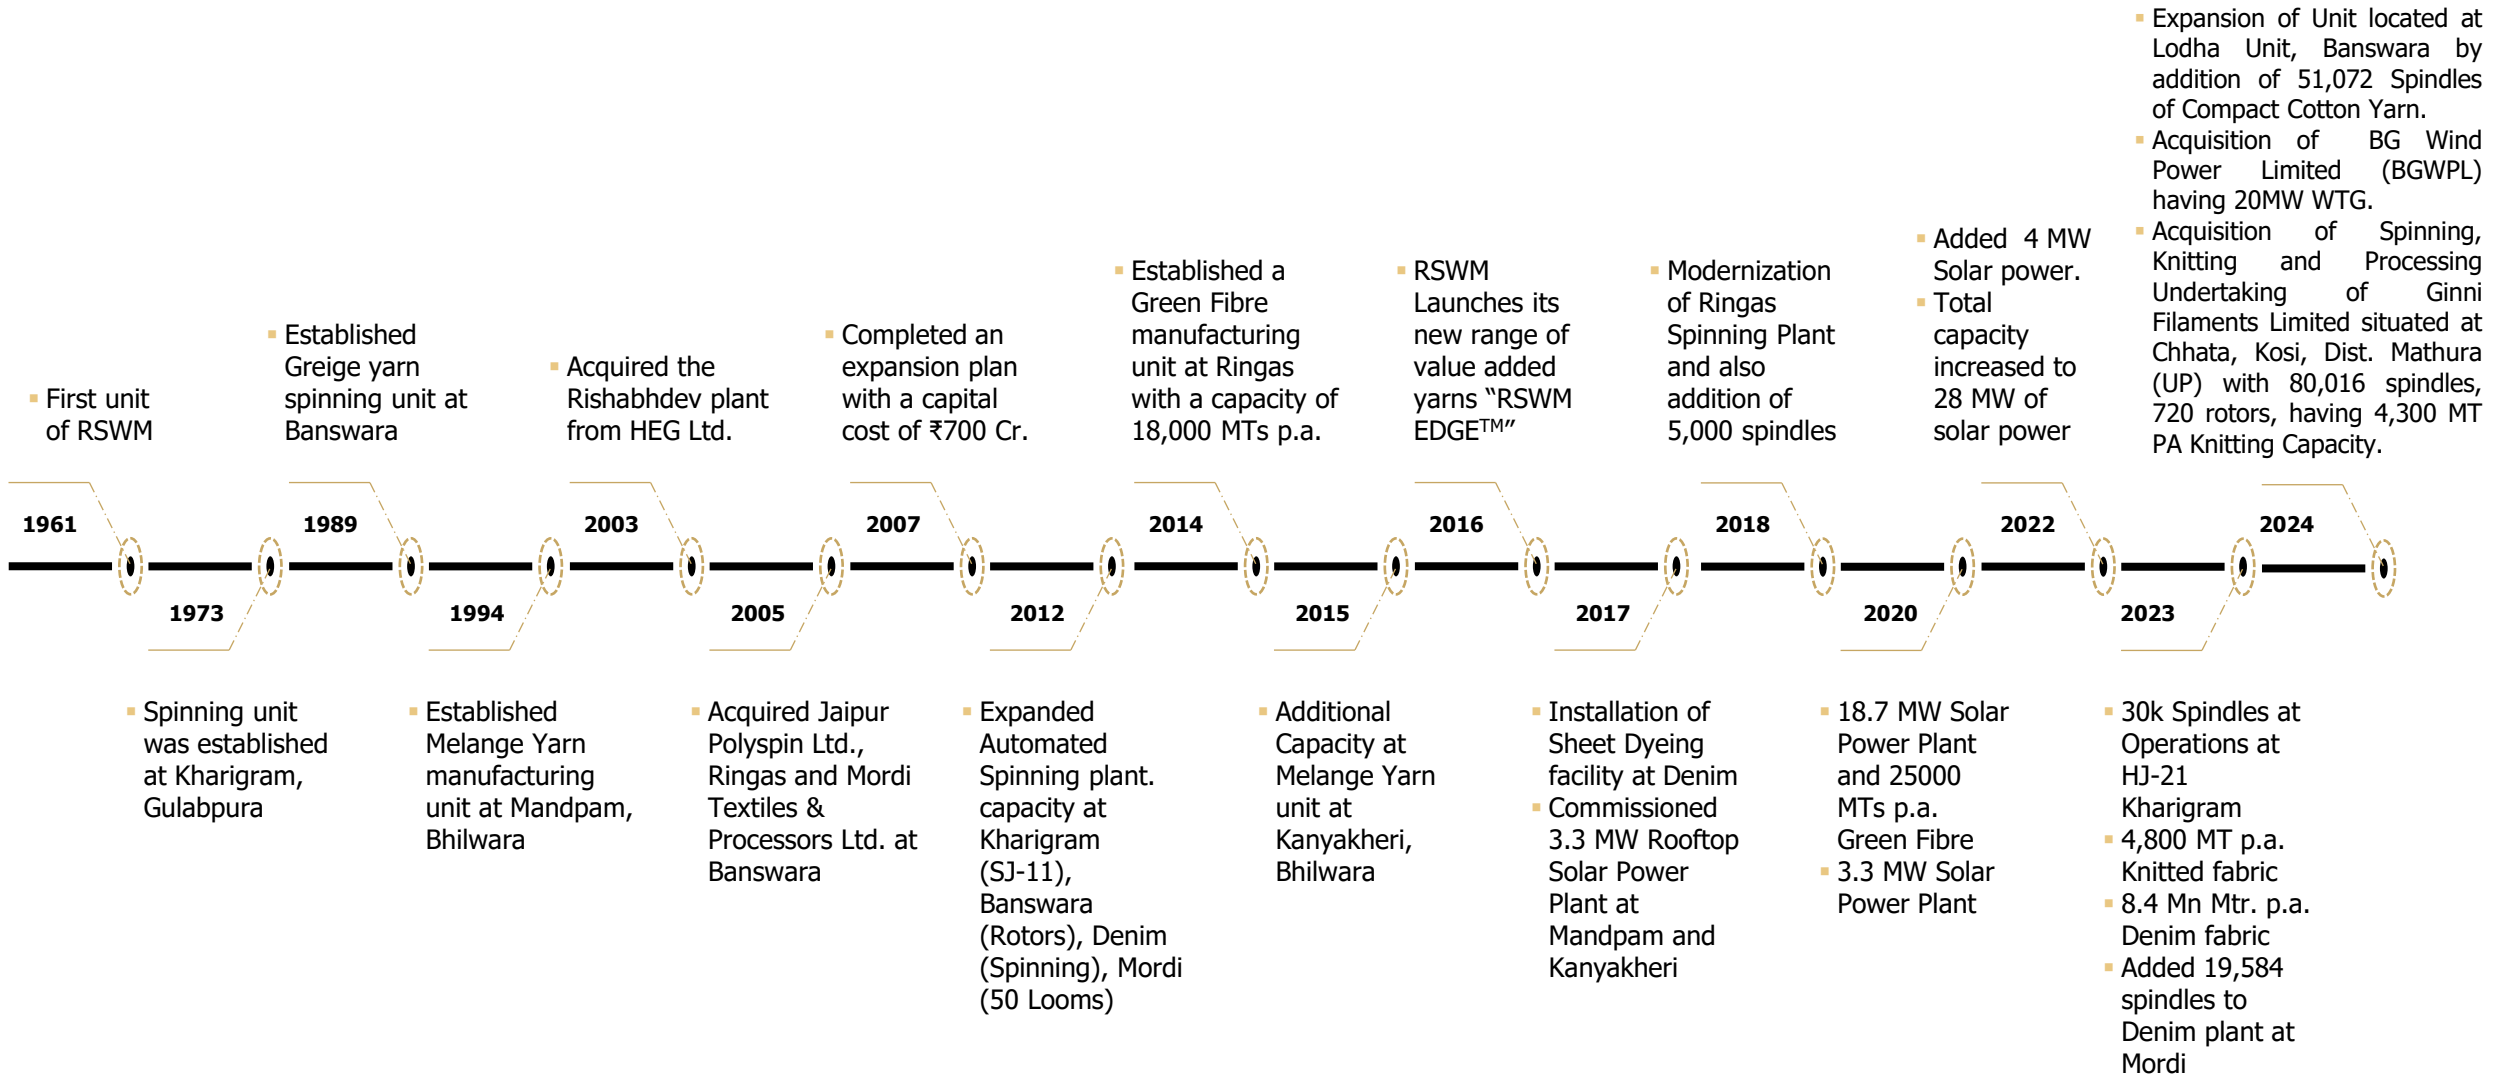 1961
▪ First unit
of RSWM
1973
▪ Spinning unit
was established
at Kharigram,
Gulabpura
1989
▪ Established
Greige yarn
spinning unit at
Banswara
1994
▪ Established
Melange Yarn
manufacturing
unit at Mandpam,
Bhilwara
2003
▪ Acquired the
Rishabhdev plant
from HEG Ltd.
2005
▪ Acquired Jaipur
Polyspin Ltd.,
Ringas and Mordi
Textiles &
Processors Ltd. at
Banswara
2007
▪ Completed an
expansion plan
with a capital
cost of ₹700 Cr.
2012
▪ Expanded
Automated
Spinning plant.
capacity at
Kharigram
(SJ-11),
Banswara
(Rotors), Denim
(Spinning), Mordi
(50 Looms)
2014
▪ Established a
Green Fibre
manufacturing
unit at Ringas
with a capacity of
18,000 MTs p.a.
2015
▪ Additional
Capacity at
Melange Yarn
unit at
Kanyakheri,
Bhilwara
2016
▪ RSWM
Launches its
new range of
value added
yarns “RSWM
EDGE™”
2017
▪ Installation of
Sheet Dyeing
facility at Denim
▪ Commissioned
3.3 MW Rooftop
Solar Power
Plant at
Mandpam and
Kanyakheri
2018
▪ Modernization
of Ringas
Spinning Plant
and also
addition of
5,000 spindles
2020
▪ 18.7 MW Solar
Power Plant
and 25000
MTs p.a.
Green Fibre
▪ 3.3 MW Solar
Power Plant
2022
▪ Added 4 MW
Solar power.
▪ Total
capacity
increased to
28 MW of
solar power
2023
▪ 30k Spindles at
Operations at
HJ-21
Kharigram
▪ 4,800 MT p.a.
Knitted fabric
▪ 8.4 Mn Mtr. p.a.
Denim fabric
▪ Added 19,584
spindles to
Denim plant at
Mordi
2024
▪ Expansion of Unit located at
Lodha Unit, Banswara by
addition of 51,072 Spindles
of Compact Cotton Yarn.
▪ Acquisition of BG Wind
Power Limited (BGWPL)
having 20MW WTG.
▪ Acquisition of Spinning,
Knitting and Processing
Undertaking of Ginni
Filaments Limited situated at
Chhata, Kosi, Dist. Mathura
(UP) with 80,016 spindles,
720 rotors, having 4,300 MT
PA Knitting Capacity.